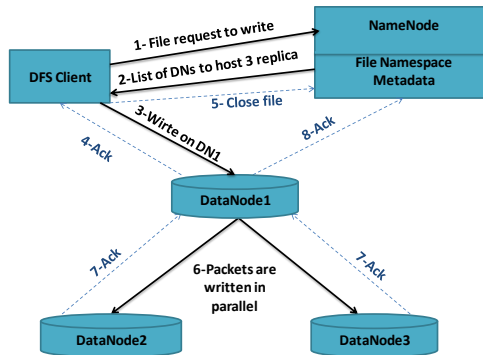 1- File request to write
NameNode
2-List of DNs to host 3 replica
DFS Client
File Namespace
Metadata
5- Close file
3-Wirte on DN1
4-Ack
8-Ack
DataNode1
7-Ack
6-Packets are
written in
parallel
7-Ack
DataNode2
DataNode3